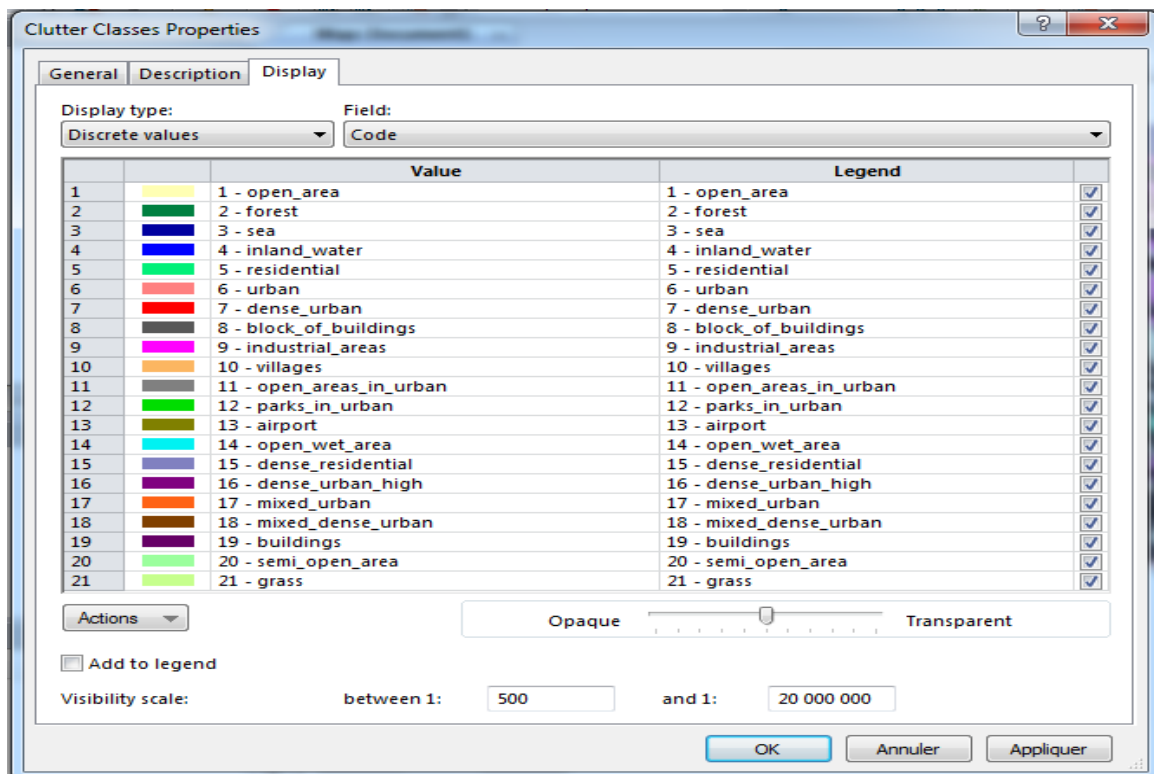 Clutter Classes Properties
General Description Display
Display type: Field:
Discrete values Code
Value Legend
1 1 - open_area 1 - open_area
2 2 - forest 2 - forest
3 3 - sea 3 - sea
4 4 - inland_water 4 - inland_water
5 5 - residential 5 - residential
6 6 - urban 6 - urban
7 7 - dense_urban 7 - dense_urban
8 8 - block_of_buildings 8 - block_of_buildings
9 9 - industrial_areas 9 - industrial_areas
10 10 - villages 10 - villages
11 11 - open_areas_in_urban 11 - open_areas_in_urban
12 12 - parks_in_urban 12 - parks_in_urban
13 13 - airport 13 - airport
14 14 - open_wet_area 14 - open_wet_area
15 15 - dense_residential 15 - dense_residential
16 16 - dense_urban_high 16 - dense_urban_high
17 17 - mixed_urban 17 - mixed_urban
18 18 - mixed_dense_urban 18 - mixed_dense_urban
19 19 - buildings 19 - buildings
20 20 - semi_open_area 20 - semi_open_area
21 21 - grass 21 - grass
Actions Opaque Transparent
Add to legend
Visibility scale: between 1: 500 and 1: 20 000 000
OK Annuler Appliquer